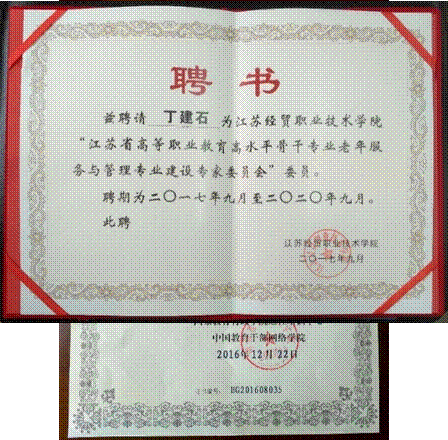 聘书
兹聘请 丁建石 为江苏经贸职业技术学院
“江苏省高等职业教育高水平骨干专业老年服
务与管理专业建设专家委员会”委员。
聘期为二〇一七年九月至二〇二〇年九月。
此聘
江苏经贸职业技术学院
二〇一七年九月
中国教育干部网络学院
2016年12月22日
HG201608035